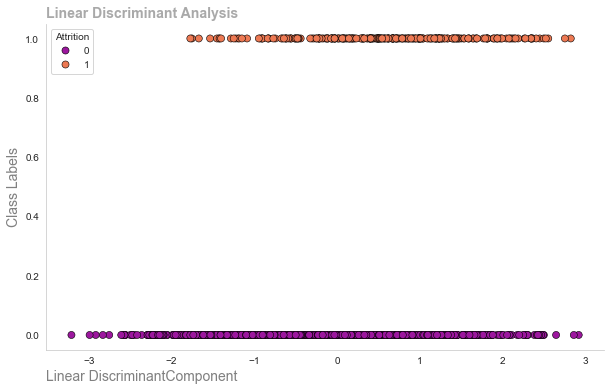 Linear Discriminant Analysis
Attrition
0
1
1.0
0.8
0.6
0.4
0.2
0.0
Class Labels
−3 −2 −1 0 1 2 3
Linear DiscriminantComponent